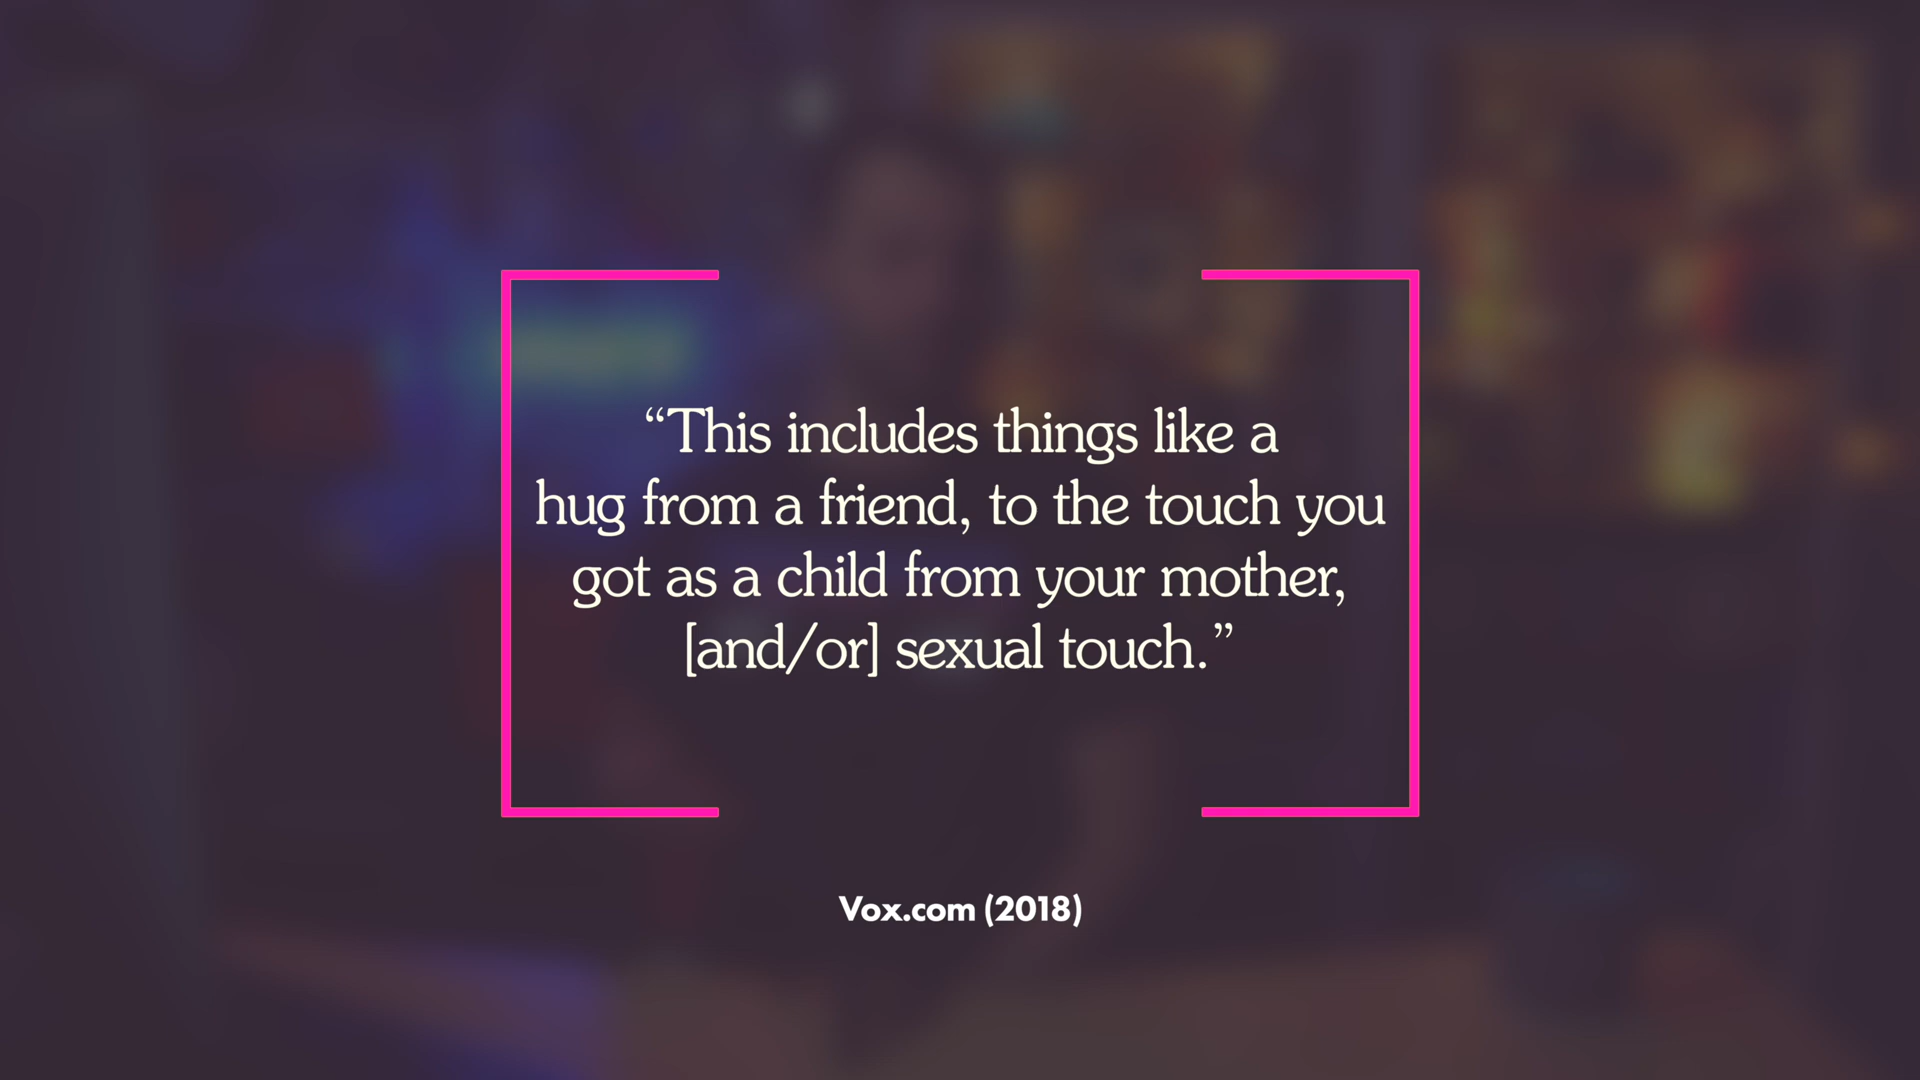 “This includes things like a
hug from a friend, to the touch you
got as a child from your mother,
[and/or] sexual touch.”
Vox.com (2018)